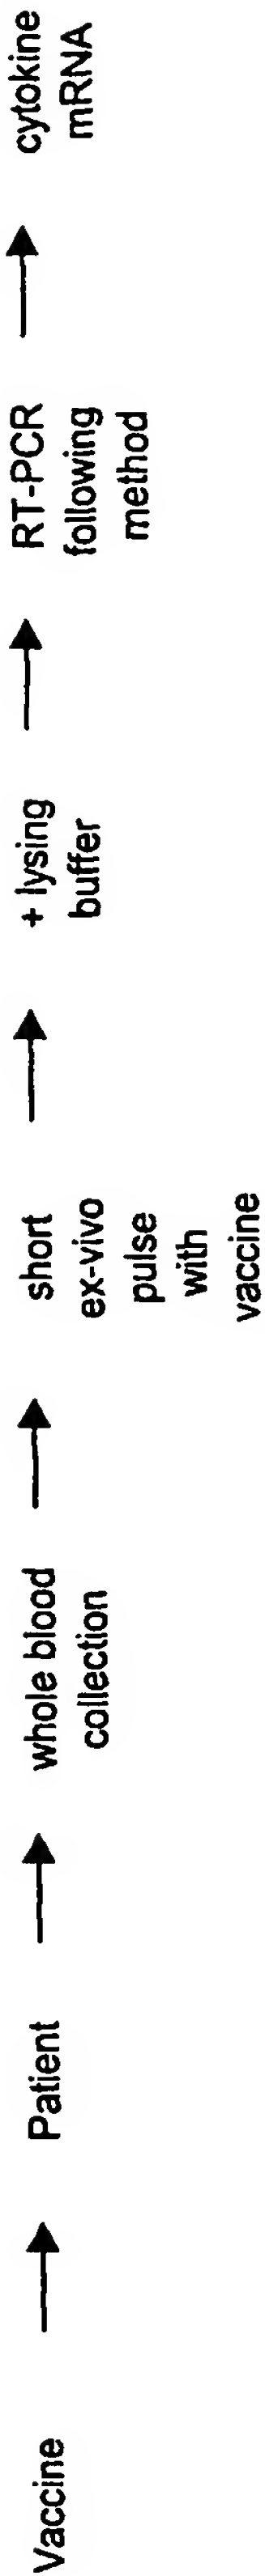 Vaccine
Patient
whole blood
collection
short
ex-vivo
pulse
with
vaccine
+ lysing
buffer
RT-PCR
following
method
cytokine
mRNA